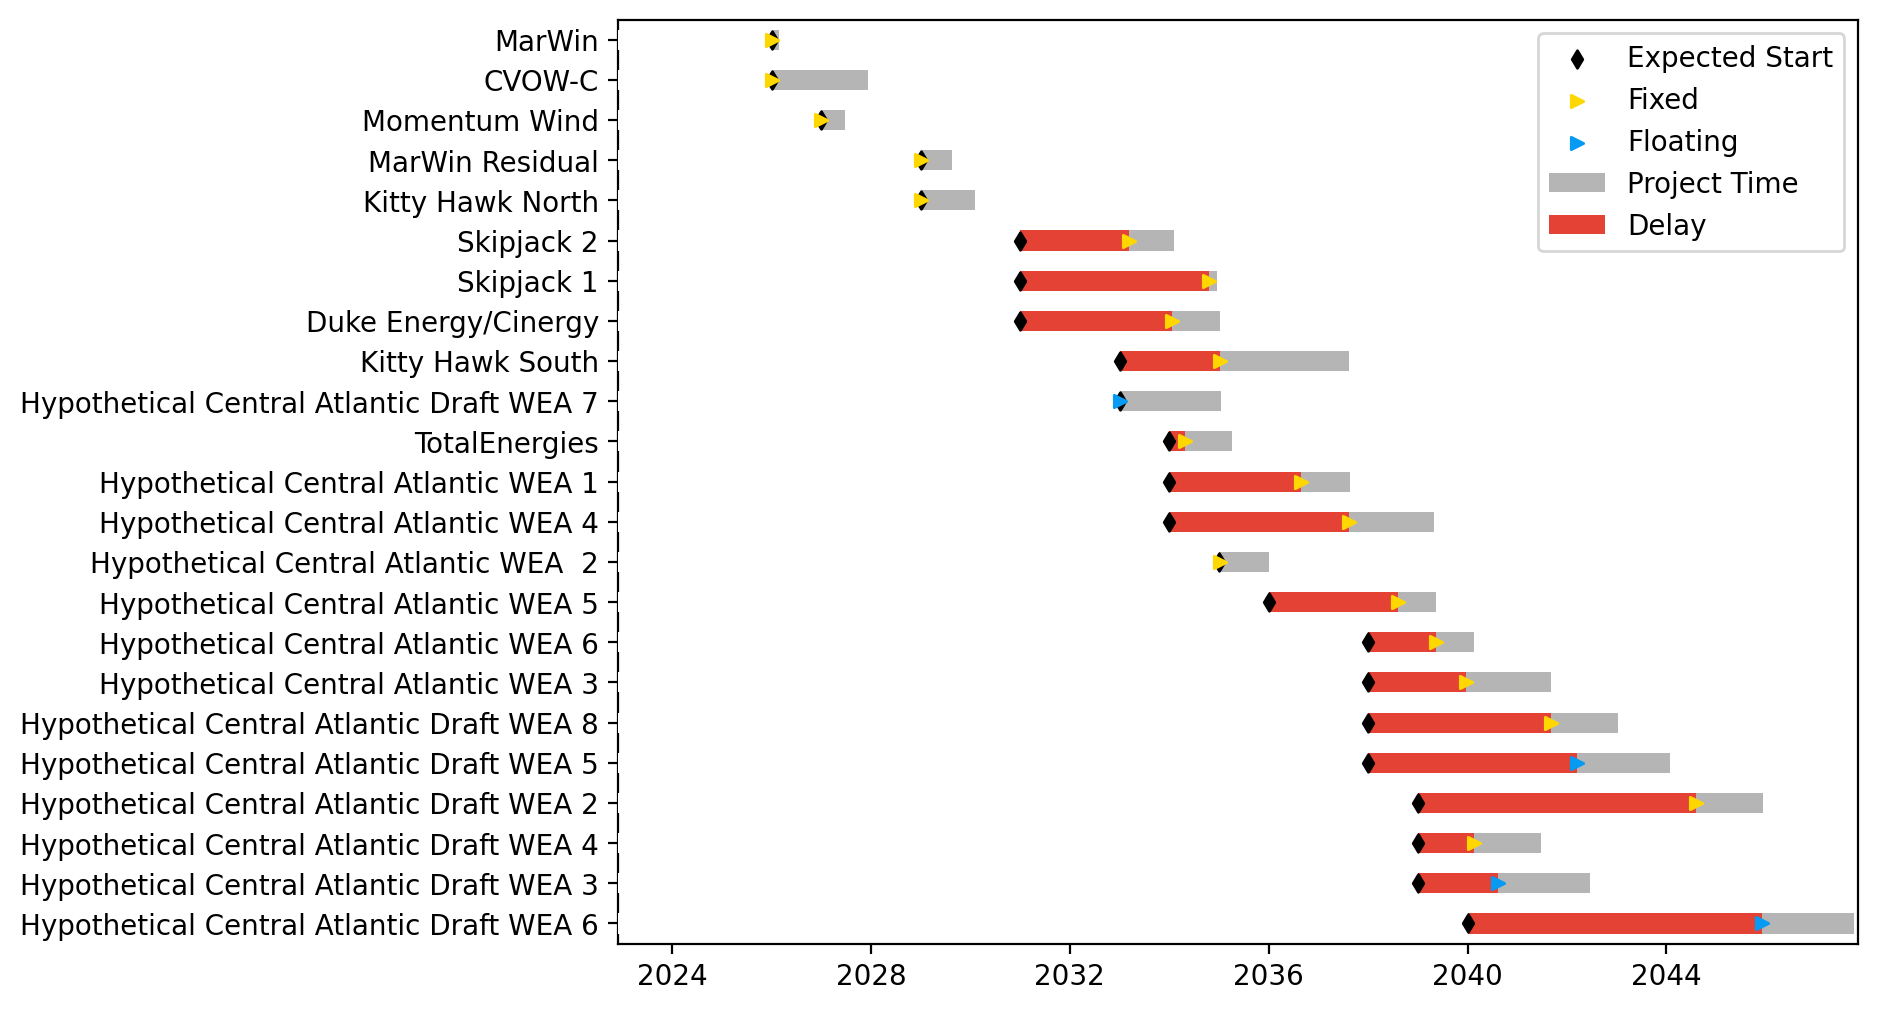 MarWin
CVOW-C
Momentum Wind
MarWin Residual
Kitty Hawk North
Skipjack 2
Skipjack 1
Duke Energy/Cinergy
Kitty Hawk South
Hypothetical Central Atlantic Draft WEA 7
TotalEnergies
Hypothetical Central Atlantic WEA 1
Hypothetical Central Atlantic WEA 4
Hypothetical Central Atlantic WEA  2
Hypothetical Central Atlantic WEA 5
Hypothetical Central Atlantic WEA 6
Hypothetical Central Atlantic WEA 3
Hypothetical Central Atlantic Draft WEA 8
Hypothetical Central Atlantic Draft WEA 5
Hypothetical Central Atlantic Draft WEA 2
Hypothetical Central Atlantic Draft WEA 4
Hypothetical Central Atlantic Draft WEA 3
Hypothetical Central Atlantic Draft WEA 6
Expected Start
Fixed
Floating
Project Time
Delay
2024 2028 2032 2036 2040 2044